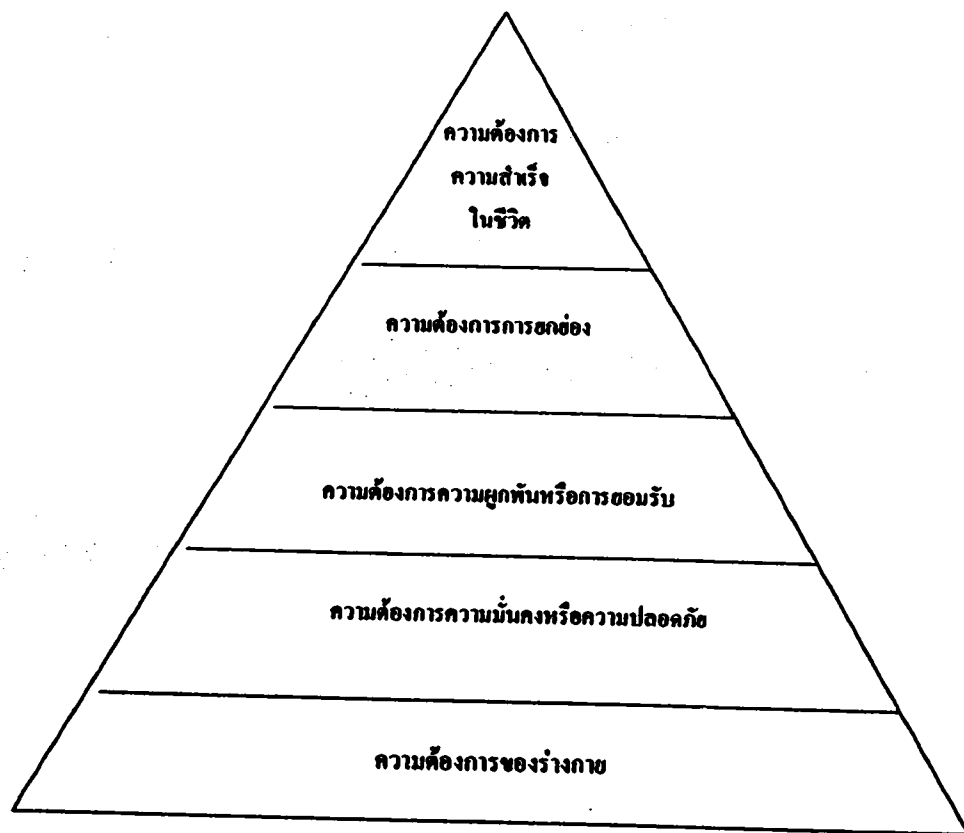 ความต้องการ
ความสำเร็จ
ในชีวิต
ความต้องการการยกย่อง
ความต้องการความผูกพันหรือการยอมรับ
ความต้องการความมั่นคงหรือความปลอดภัย
ความต้องการของร่างกาย